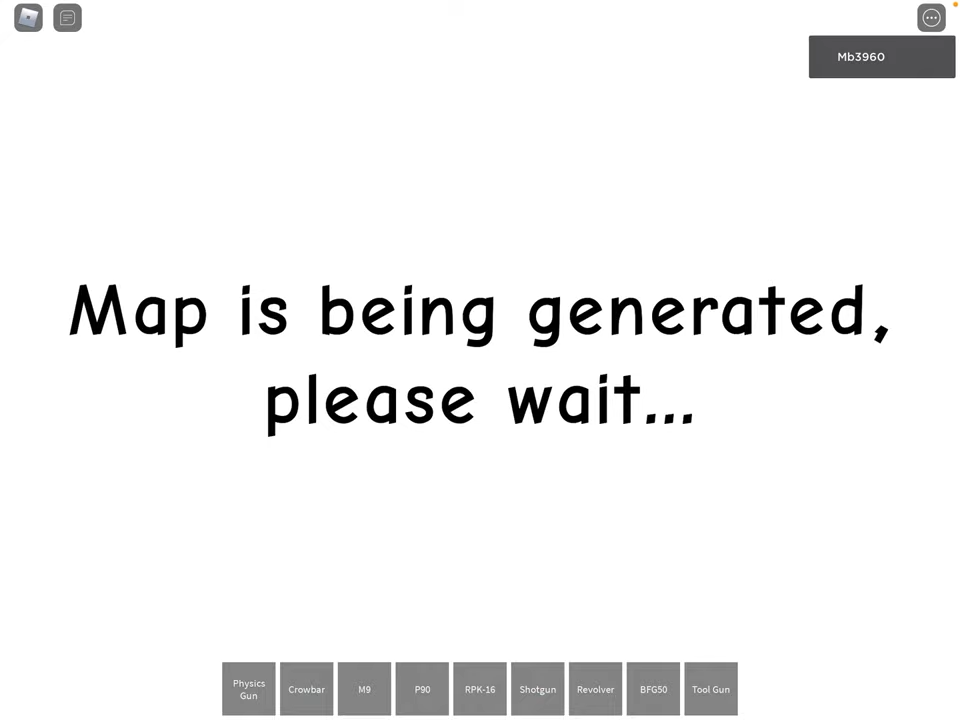 Mb3960
Map is being generated,
please wait...
Physics
Gun
Crowbar
M9
P90
RPK-16
Shotgun
Revolver
BFG50
Tool Gun